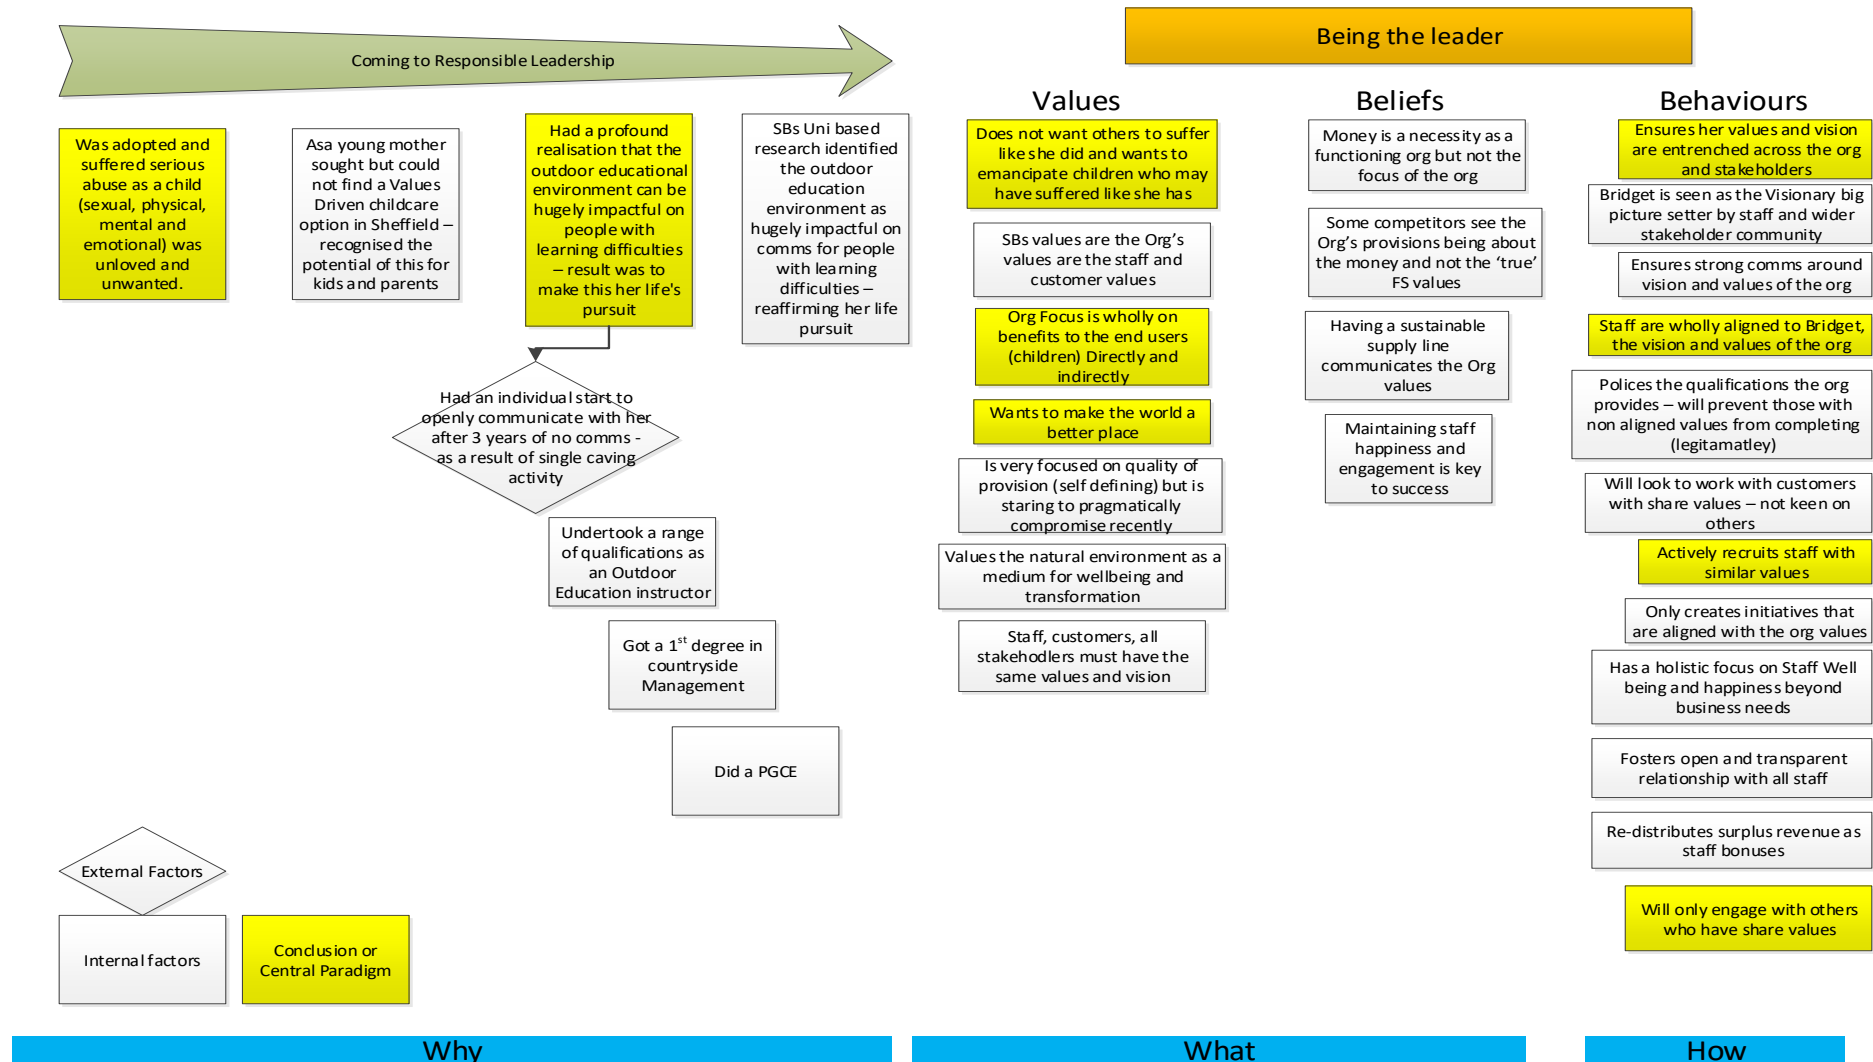 Coming to Responsible Leadership
Being the leader
Was adopted and
suffered serious
abuse as a child
(sexual, physical,
mental and
emotional) was
unloved and
unwanted.
Asa young mother
sought but could
not find a Values
Driven childcare
option in Sheffield –
recognised the
potential of this for
kids and parents
Had a profound
realisation that the
outdoor educational
environment can be
hugely impactful on
people with
learning difficulties
– result was to
make this her life's
pursuit
SBs Uni based
research identified
the outdoor
education
environment as
hugely impactful on
comms for people
with learning
difficulties –
reaffirming her life
pursuit
Had an individual start to
openly communicate with her
after 3 years of no comms -
as a result of single caving
activity
Undertook a range
of qualifications as
an Outdoor
Education instructor
Got a 1st degree in
countryside
Management
Did a PGCE
External Factors
Internal factors
Conclusion or
Central Paradigm
Values
Does not want others to suffer
like she did and wants to
emancipate children who may
have suffered like she has
SBs values are the Org's
values are the staff and
customer values
Org Focus is wholly on
benefits to the end users
(children) Directly and
indirectly
Wants to make the world a
better place
Is very focused on quality of
provision (self defining) but is
staring to pragmatically
compromise recently
Values the natural environment as a
medium for wellbeing and
transformation
Staff, customers, all
stakehodlers must have the
same values and vision
Beliefs
Money is a necessity as a
functioning org but not the
focus of the org
Some competitors see the
Org's provisions being about
the money and not the ‘true’
FS values
Having a sustainable
supply line
communicates the Org
values
Maintaining staff
happiness and
engagement is key
to success
Behaviours
Ensures her values and vision
are entrenched across the org
and stakeholders
Bridget is seen as the Visionary big
picture setter by staff and wider
stakeholder community
Ensures strong comms around
vision and values of the org
Staff are wholly aligned to Bridget,
the vision and values of the org
Polices the qualifications the org
provides – will prevent those with
non aligned values from completing
(legitamatley)
Will look to work with customers
with share values – not keen on
others
Actively recruits staff with
similar values
Only creates initiatives that
are aligned with the org values
Has a holistic focus on Staff Well
being and happiness beyond
business needs
Fosters open and transparent
relationship with all staff
Re-distributes surplus revenue as
staff bonuses
Will only engage with others
who have share values
Why
What
How